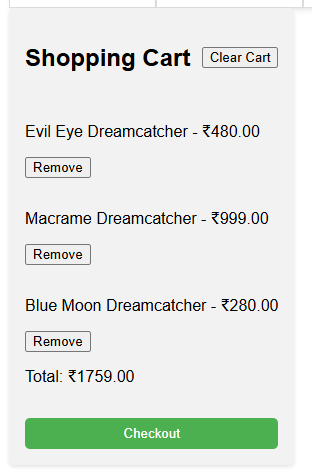 Shopping Cart Clear Cart
Evil Eye Dreamcatcher - ₹480.00
Remove
Macrame Dreamcatcher - ₹999.00
Remove
Blue Moon Dreamcatcher - ₹280.00
Remove
Total: ₹1759.00
Checkout